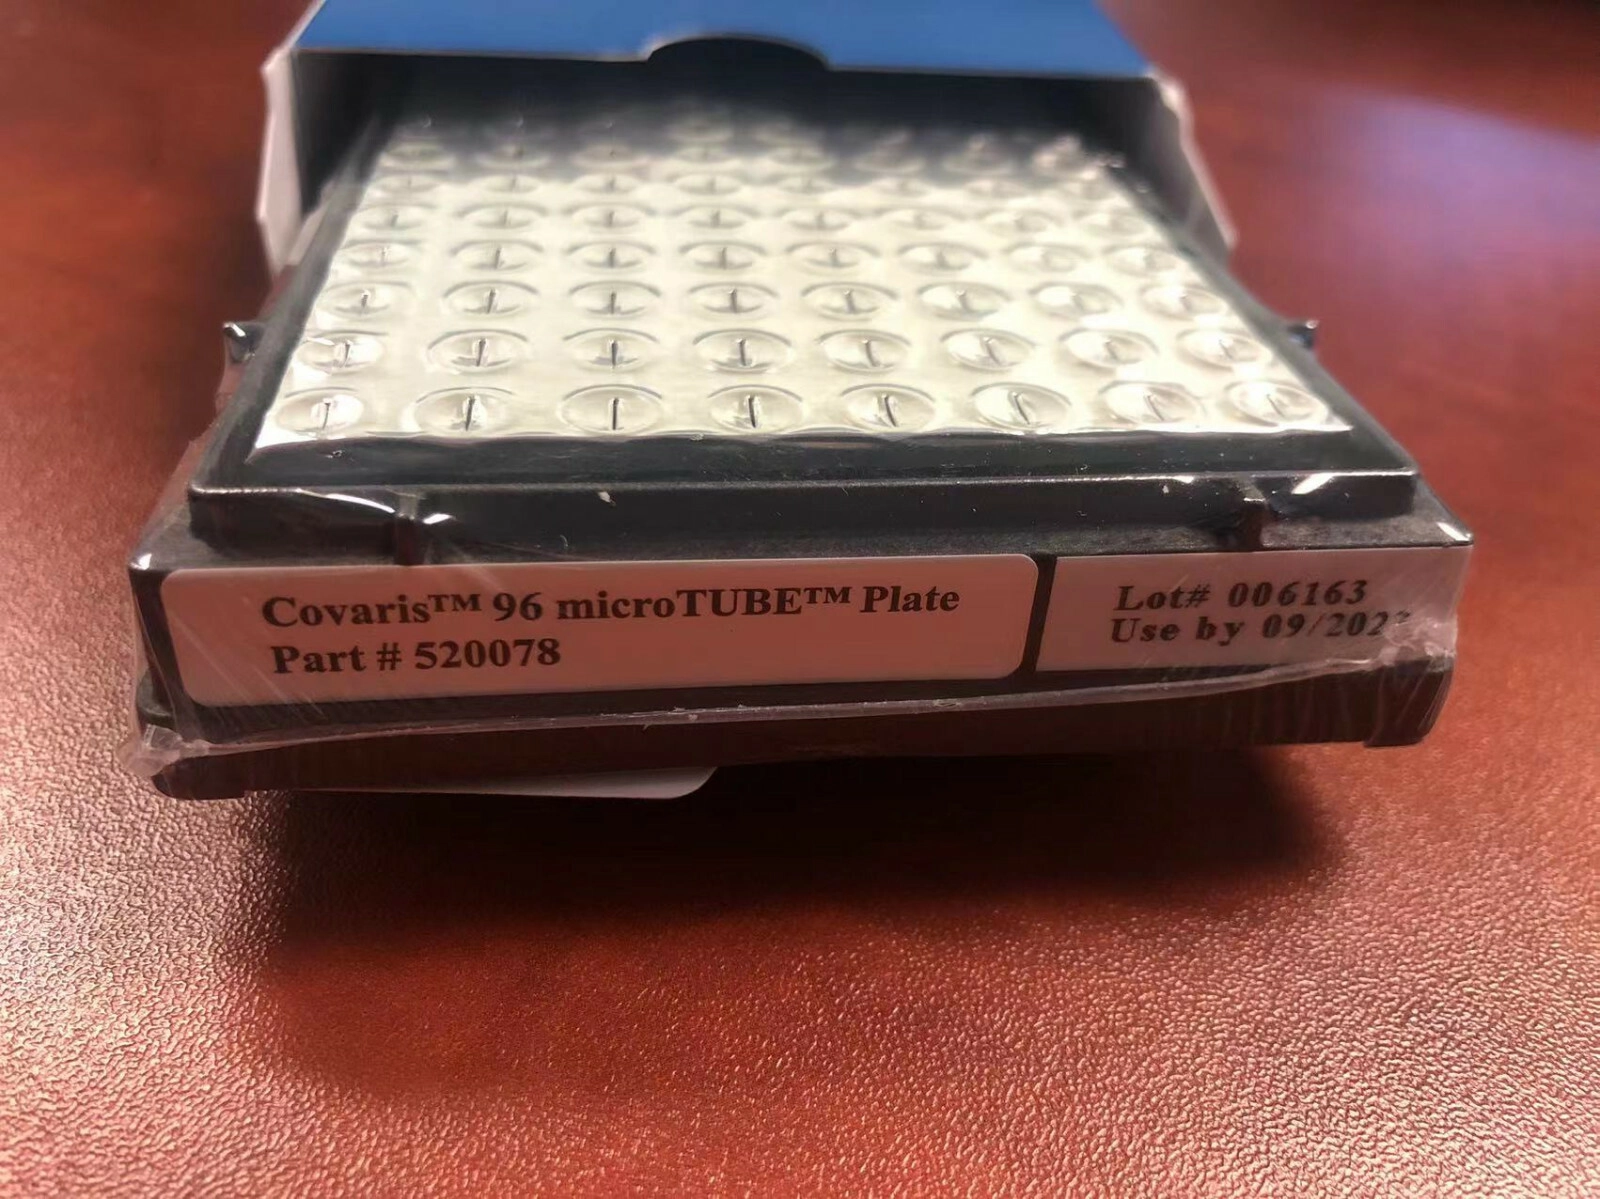 Covaris™ 96 microTUBE™ Plate
Part # 520078
Lot# 006163
Use by